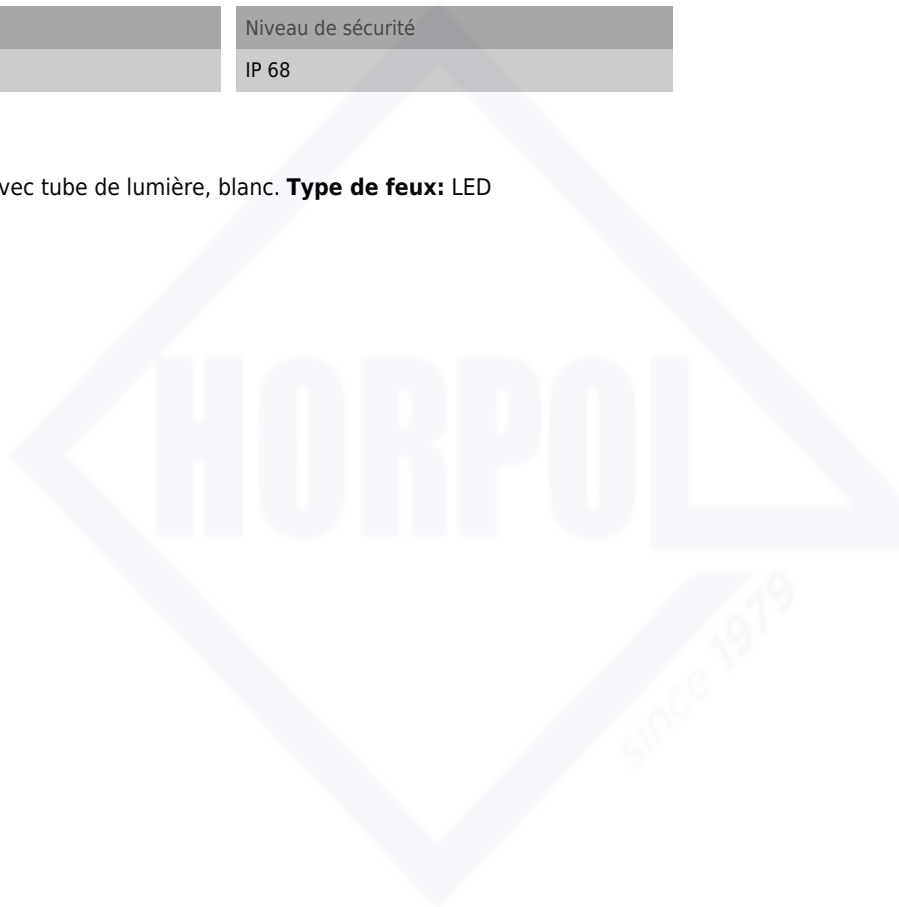 Niveau de sécurité
IP 68
vec tube de lumière, blanc. Type de feux: LED
HORPOL
since 1979